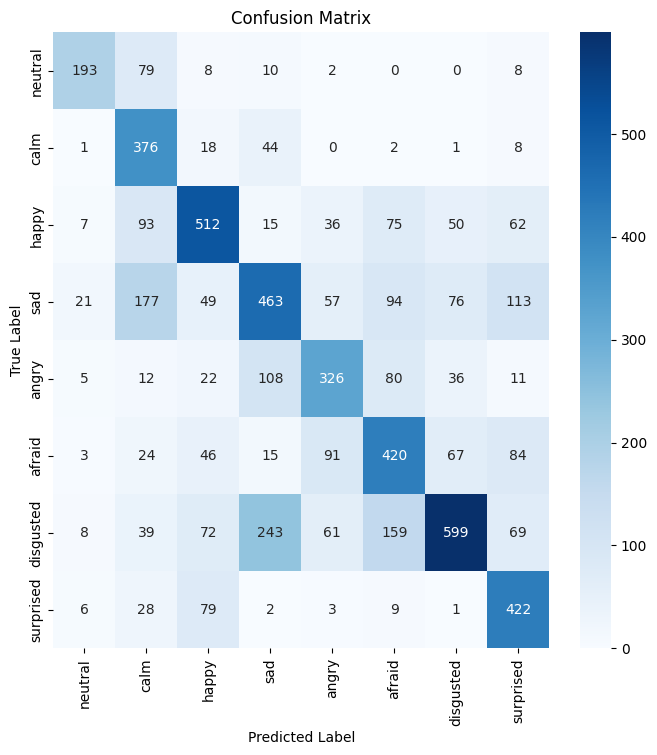 Confusion Matrix
True Label
neutral 193 79 8 10 2 0 0 8
calm 1 376 18 44 0 2 1 8
happy 7 93 512 15 36 75 50 62
sad 21 177 49 463 57 94 76 113
angry 5 12 22 108 326 80 36 11
afraid 3 24 46 15 91 420 67 84
disgusted 8 39 72 243 61 159 599 69
surprised 6 28 79 2 3 9 1 422
neutral calm happy sad angry afraid disgusted surprised
Predicted Label
500
400
300
200
100
0